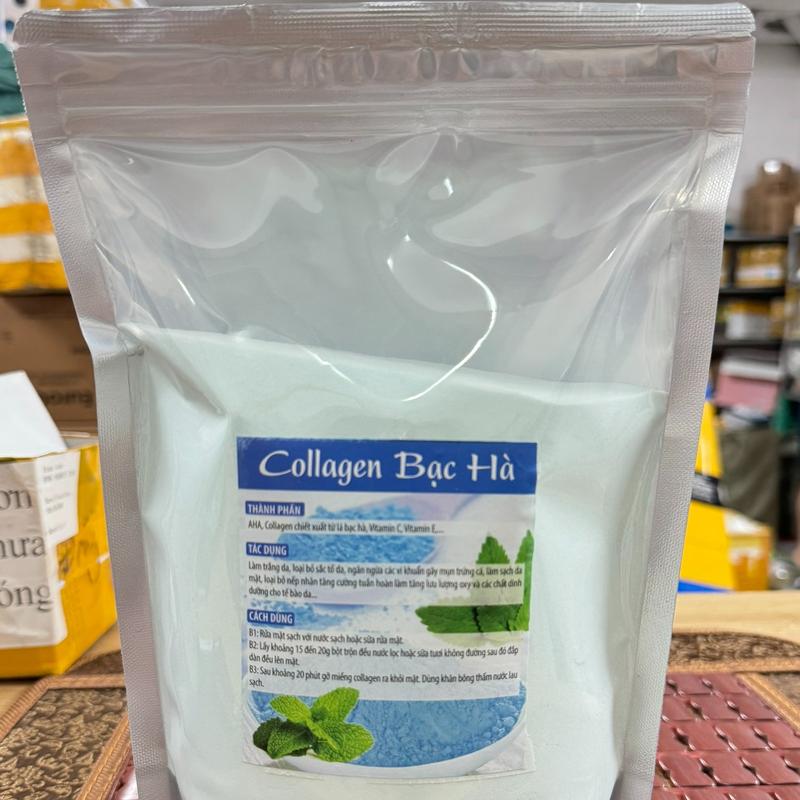 Collagen Bạc Hà
THÀNH PHẦN
AHA, Collagen chiết xuất từ lá bạc hà, Vitamin C, Vitamin E,...
TÁC DỤNG
Làm trắng da, loại bỏ sắc tố da, ngăn ngừa các vi khuẩn gây mụn trứng cá, làm sạch da
mặt, loại bỏ nếp nhăn tăng cường tuần hoàn làm tăng lưu lượng oxy và các chất dinh
dưỡng cho tế bào da...
CÁCH DÙNG
B1: Rửa mặt sạch với nước sạch hoặc sữa rửa mặt.
B2: Lấy khoảng 15 đến 20g bột trộn đều nước lọc hoặc sữa tươi không đường sau đó đắp
dàn đều lên mặt.
B3: Sau khoảng 20 phút gỡ miếng collagen ra khỏi mặt. Dùng khăn bông thấm nước lau
sạch.